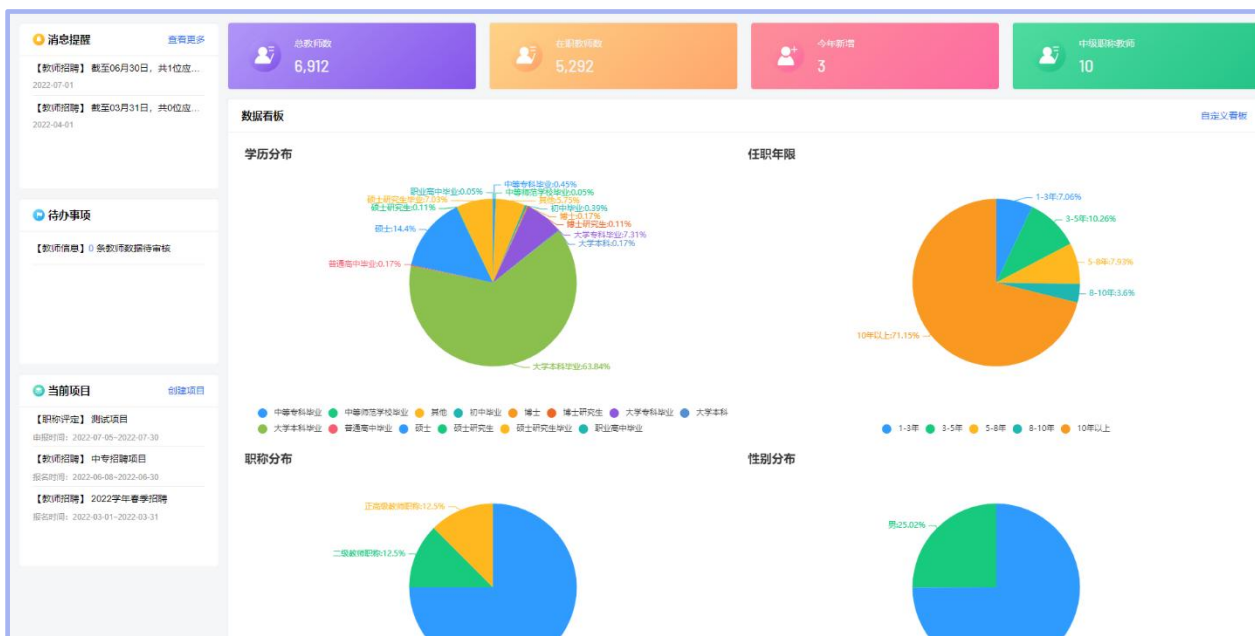 消息提醒
查看更多
【教师招聘】截至06月30日，共1位应...
2022-07-01
【教师招聘】截至03月31日，共0位应...
2022-04-01
待办事项
【教师信息】0 条教师数据待审核
当前项目
创建项目
【职称评定】测试项目
申报时间：2022-07-05~2022-07-30
【教师招聘】中专招聘项目
报名时间：2022-06-08~2022-06-30
【教师招聘】2022学年春季招聘
报名时间：2022-03-01~2022-03-31
总教师数
6,912
在职教师数
5,292
今年新增
3
中级职称教师
10
数据看板
自定义看板
学历分布
中等专科毕业:0.45%
职业高中毕业:0.05%
中等师范学校毕业:0.05%
硕士研究生毕业:7.03%
其他:5.75%
硕士研究生:0.11%
初中毕业:0.39%
博士:0.17%
硕士:14.4%
博士研究生:0.11%
大学专科毕业:7.31%
大学本科:0.17%
普通高中毕业:0.17%
大学本科毕业:63.84%
中等专科毕业 中等师范学校毕业 其他 初中毕业 博士 博士研究生 大学专科毕业 大学本科
大学本科毕业 普通高中毕业 硕士 硕士研究生 硕士研究生毕业 职业高中毕业
任职年限
1-3年:7.06%
3-5年:10.26%
5-8年:7.93%
8-10年:3.6%
10年以上:71.15%
1-3年 3-5年 5-8年 8-10年 10年以上
职称分布
正高级教师职称:12.5%
二级教师职称:12.5%
性别分布
男:25.02%